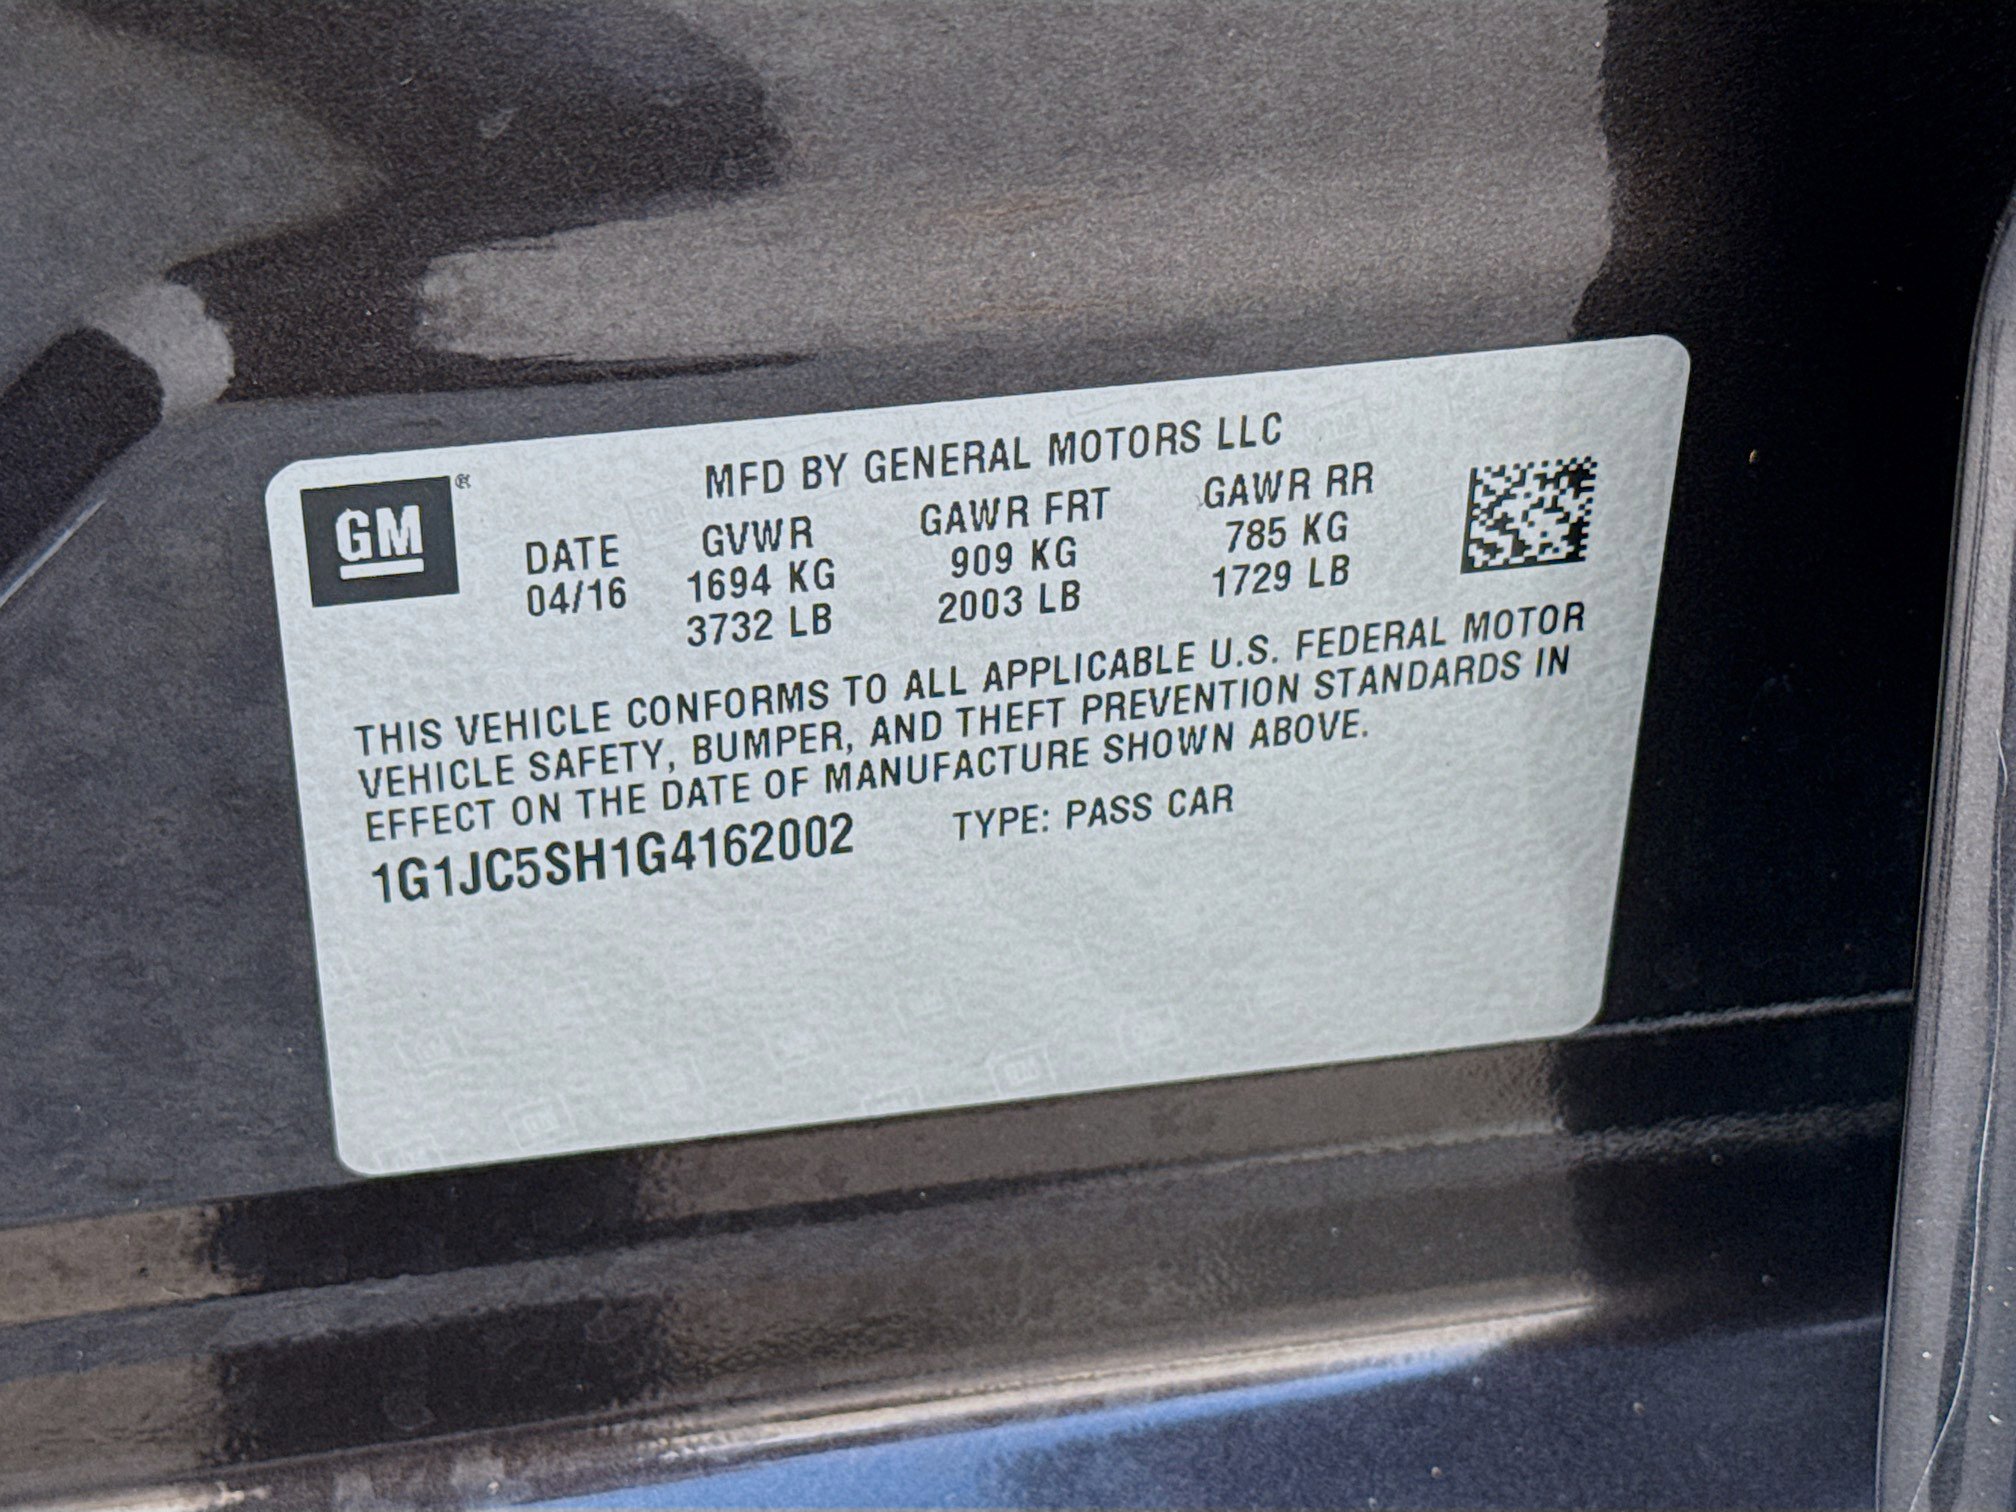 MFD BY GENERAL MOTORS LLC
GM®
DATE GVWR GAWR FRT GAWR RR
04/16 1694 KG 909 KG 785 KG
3732 LB 2003 LB 1729 LB
THIS VEHICLE CONFORMS TO ALL APPLICABLE U.S. FEDERAL MOTOR
VEHICLE SAFETY, BUMPER, AND THEFT PREVENTION STANDARDS IN
EFFECT ON THE DATE OF MANUFACTURE SHOWN ABOVE.
1G1JC5SH1G4162002 TYPE: PASS CAR